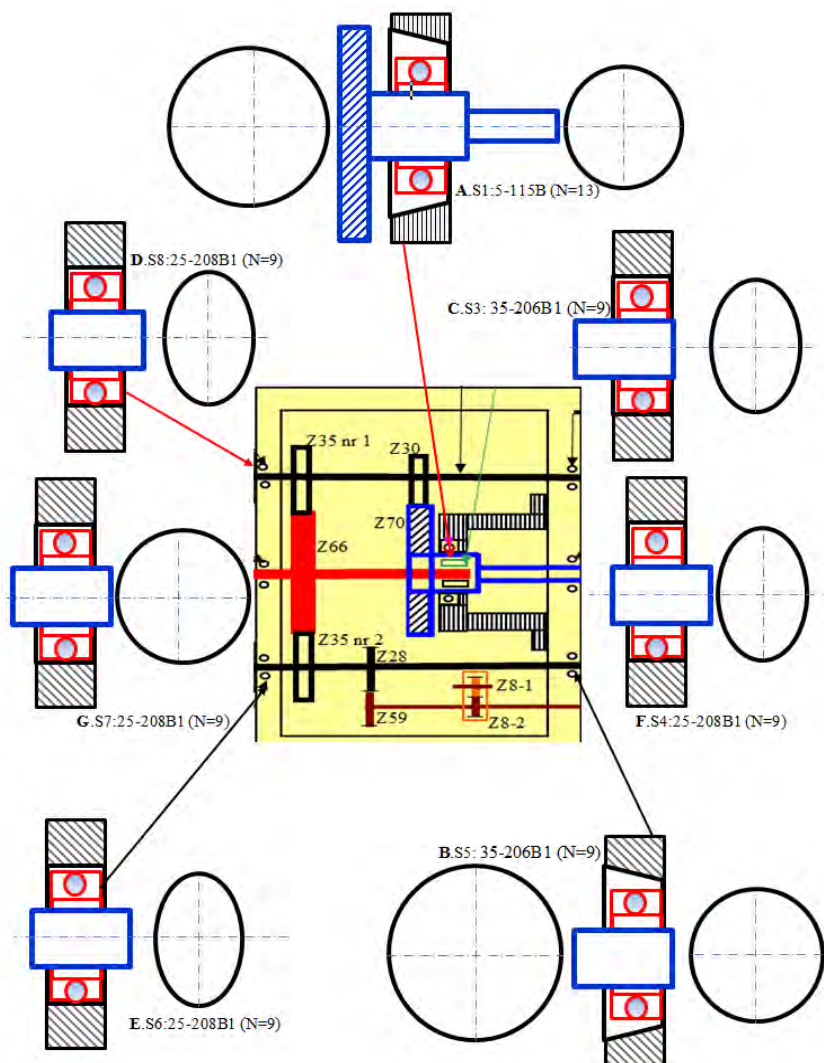 A.S1:5-115B (N=13)
D.S8:25-208B1 (N=9)
C.S3: 35-206B1 (N=9)
Z35 nr 1
Z30
Z70
Z66
Z35 nr 2
Z28
Z8-1
Z59
Z8-2
G.S7:25-208B1 (N=9)
F.S4:25-208B1 (N=9)
B.S5: 35-206B1 (N=9)
E.S6:25-208B1 (N=9)